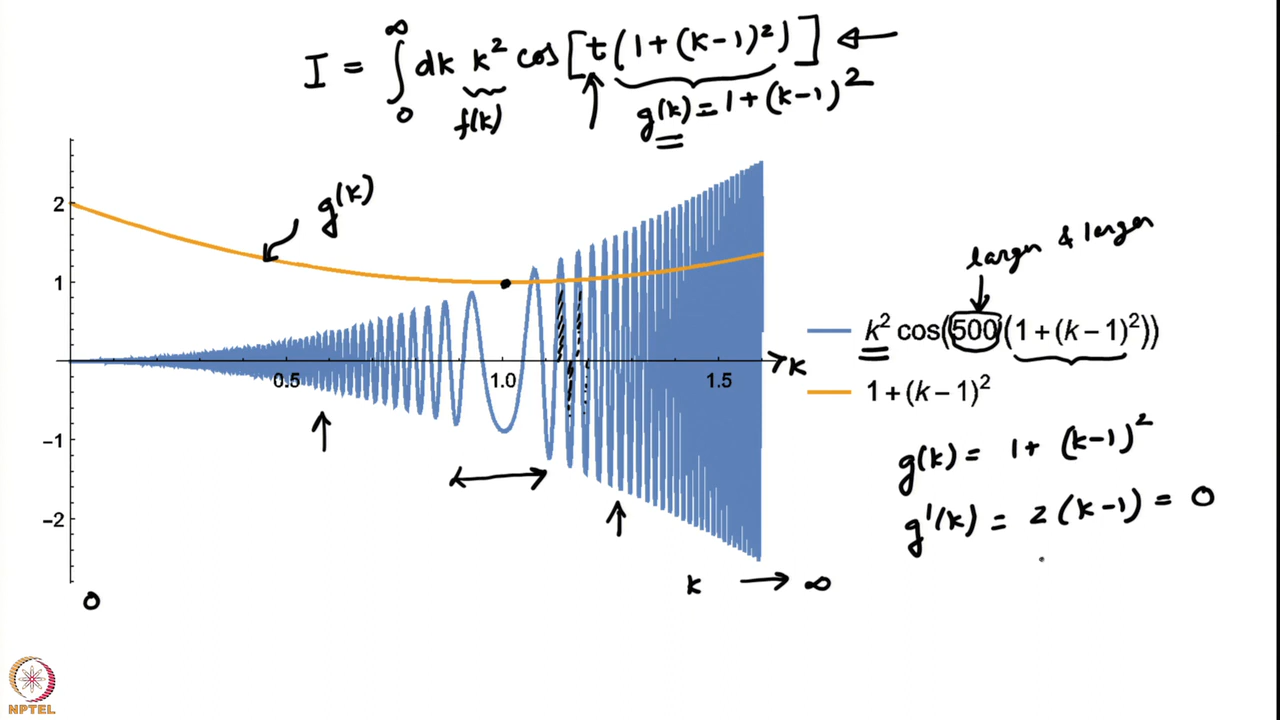 I = ∫₀^∞ dk k² cos[t(1+(k-1)²)] ←
f(k)
g(k) = 1+(k-1)²
g(k)
2
1
-1
-2
0.5
1.0
1.5
k
larger & larger
k² cos((500(1+(k-1)²))
1+(k-1)²
g(k) = 1+ (k-1)²
g'(k) = 2(k-1) = 0
k → ∞
0
NPTEL